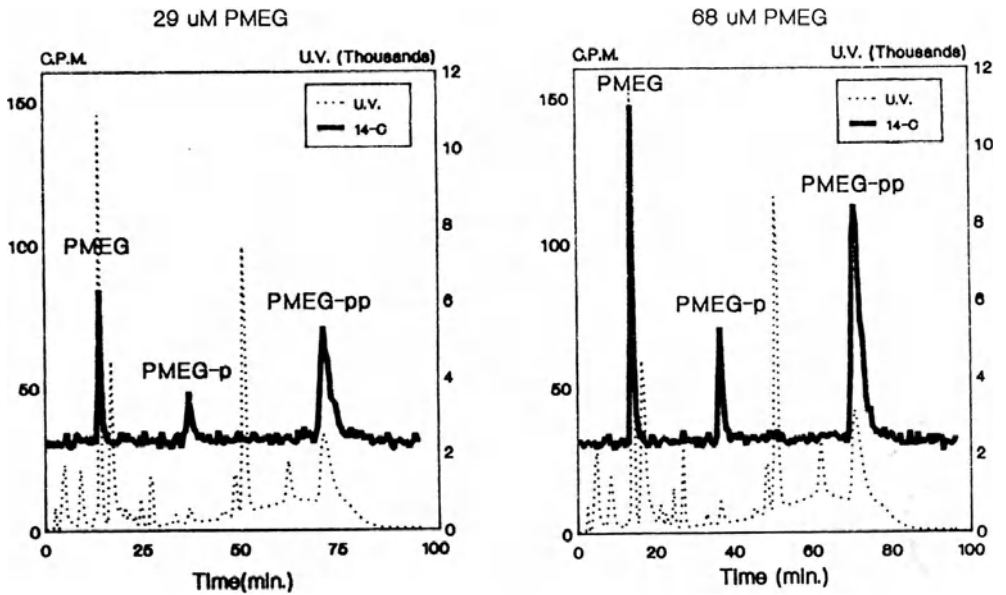 29 uM PMEG
C.P.M.
U.V. (Thousands)
150
100
50
0
12
10
8
6
4
2
0
U.V.
14-C
PMEG
PMEG-p
PMEG-pp
0
25
50
75
100
Time(min.)
68 uM PMEG
C.P.M.
U.V. (Thousands)
150
100
50
0
12
10
8
6
4
2
0
U.V.
14-C
PMEG
PMEG-p
PMEG-pp
0
20
40
60
80
100
Time (min.)